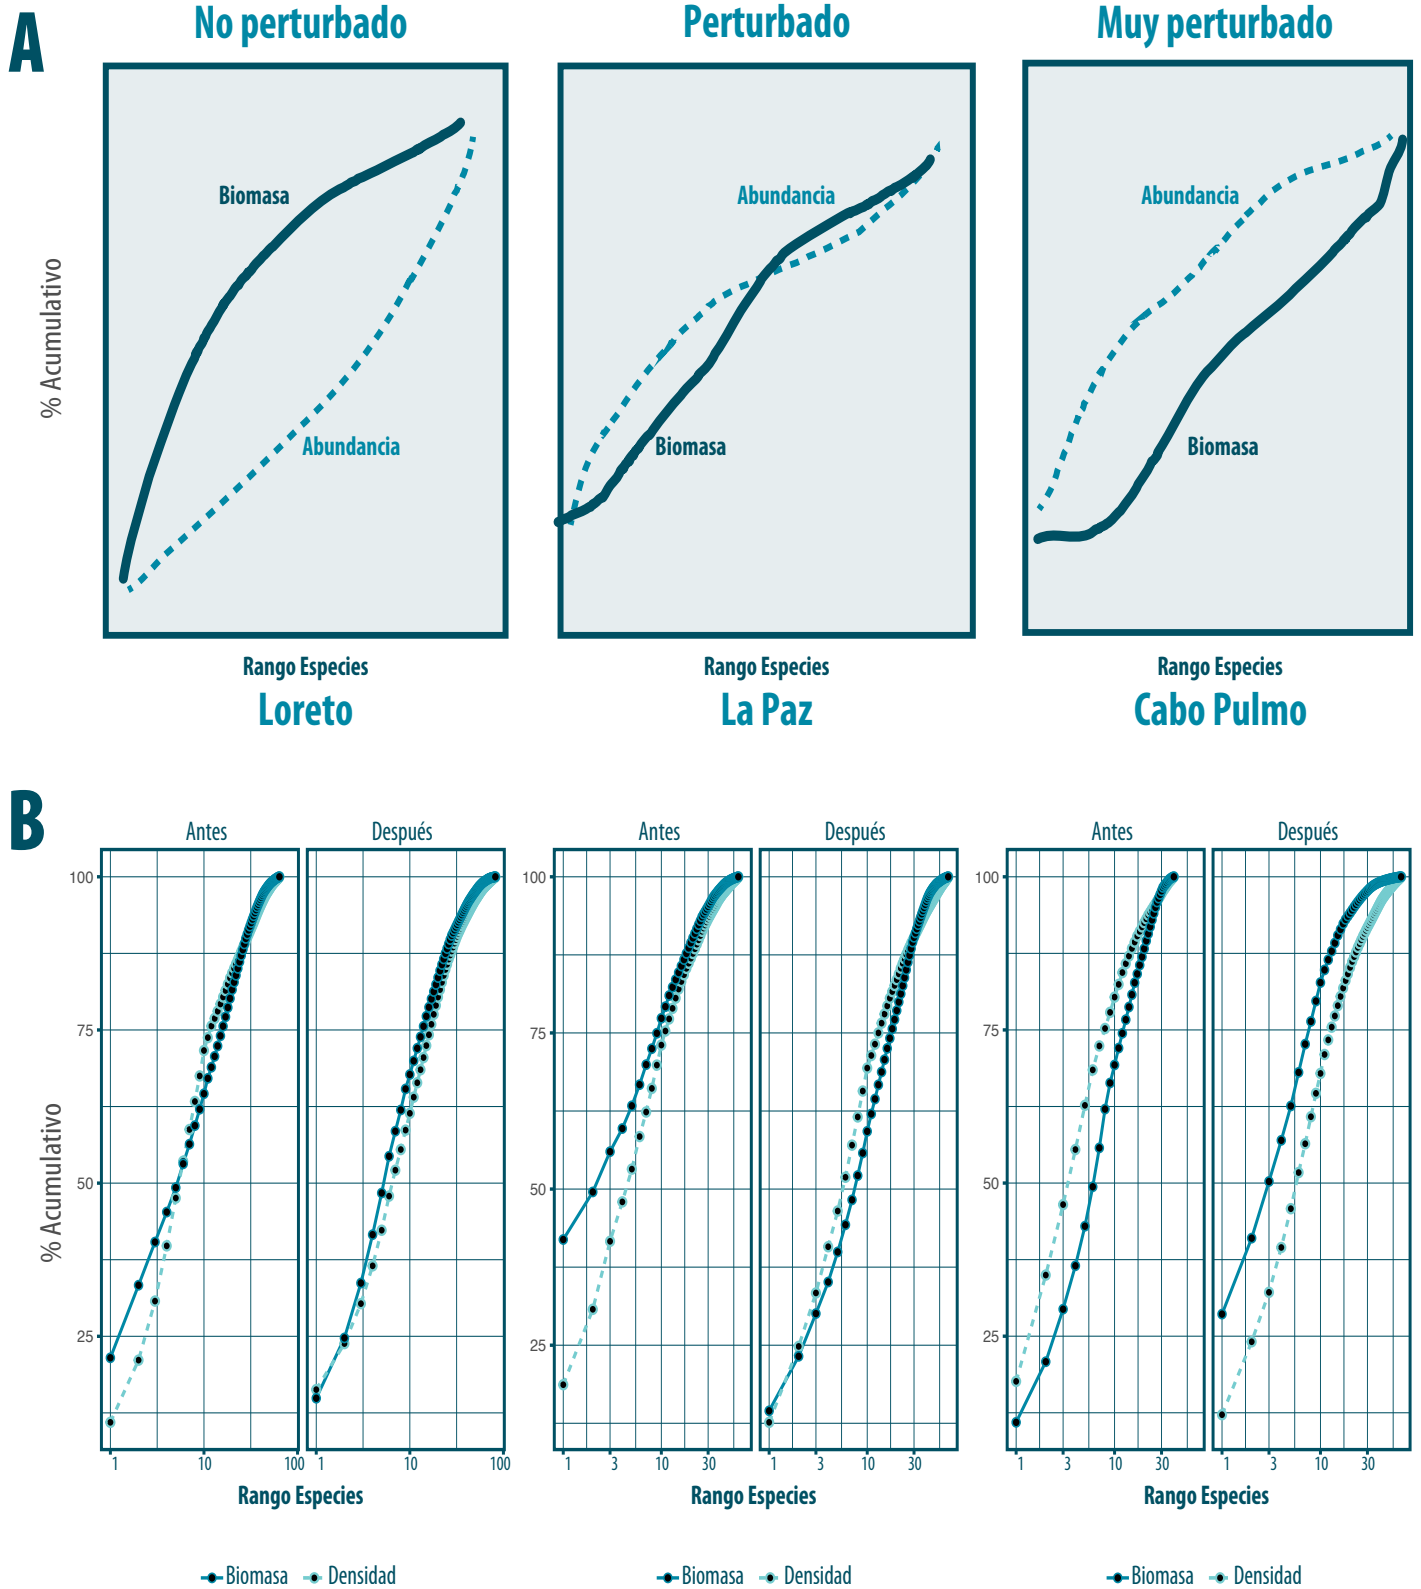 A
No perturbado
Perturbado
Muy perturbado
% Acumulativo
Biomasa
Abundancia
Abundancia
Biomasa
Abundancia
Biomasa
Rango Especies
Rango Especies
Rango Especies
Loreto
La Paz
Cabo Pulmo
B
% Acumulativo
Antes
Después
Antes
Después
Antes
Después
100
75
50
25
100
75
50
25
100
75
50
25
1 10 100
1 10 100
1 3 10 30
1 3 10 30
1 3 10 30
1 3 10 30
Rango Especies
Rango Especies
Rango Especies
Biomasa Densidad
Biomasa Densidad
Biomasa Densidad